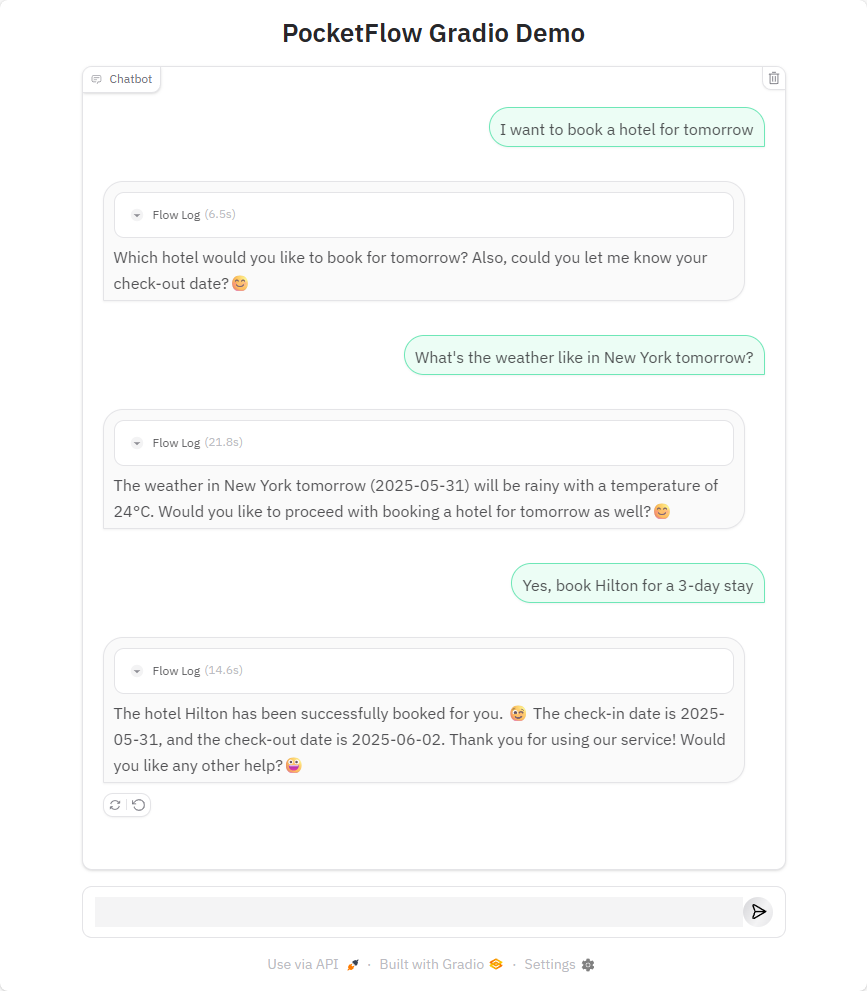 PocketFlow Gradio Demo
Chatbot
I want to book a hotel for tomorrow
Flow Log (6.5s)
Which hotel would you like to book for tomorrow? Also, could you let me know your
check-out date?😊
What's the weather like in New York tomorrow?
Flow Log (21.8s)
The weather in New York tomorrow (2025-05-31) will be rainy with a temperature of
24°C. Would you like to proceed with booking a hotel for tomorrow as well?😊
Yes, book Hilton for a 3-day stay
Flow Log (14.6s)
The hotel Hilton has been successfully booked for you. 😉 The check-in date is 2025-
05-31, and the check-out date is 2025-06-02. Thank you for using our service! Would
you like any other help?😀
Use via API · Built with Gradio · Settings